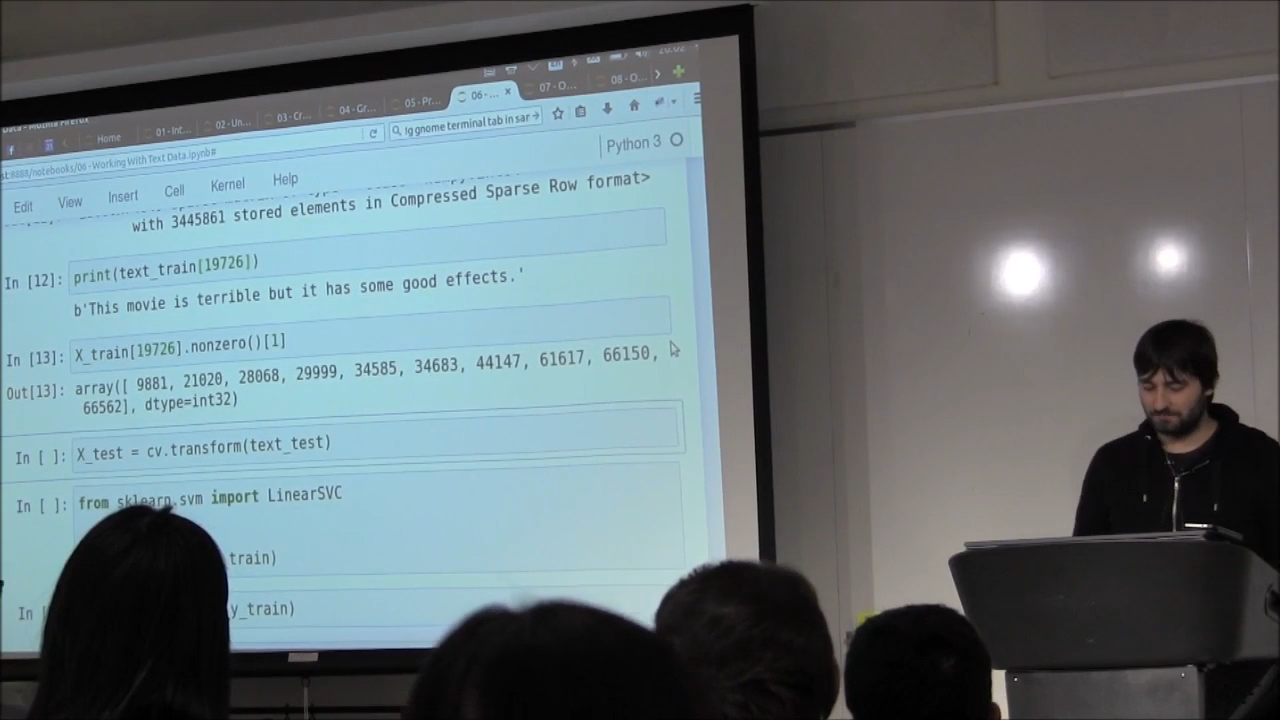 Data - Mozilla Firefox
Home 01 - Int... 02 - Un... 03 - Cr... 04 - Gr... 05 - Pr... 06 - ... × 07 - O... 08 - O...
st:8888/notebooks/06 - Working With Text Data.ipynb#
gnome terminal tab in sar
Edit View Insert Cell Kernel Help
Python 3
with 3445861 stored elements in Compressed Sparse Row format>
In [12]: print(text_train[19726])
b'This movie is terrible but it has some good effects.'
In [13]: X_train[19726].nonzero()[1]
Out[13]: array([ 9881, 21020, 28068, 29999, 34585, 34683, 44147, 61617, 66150,
66562], dtype=int32)
In [ ]: X_test = cv.transform(text_test)
In [ ]: from sklearn.svm import LinearSVC
train)
In [
y_train)